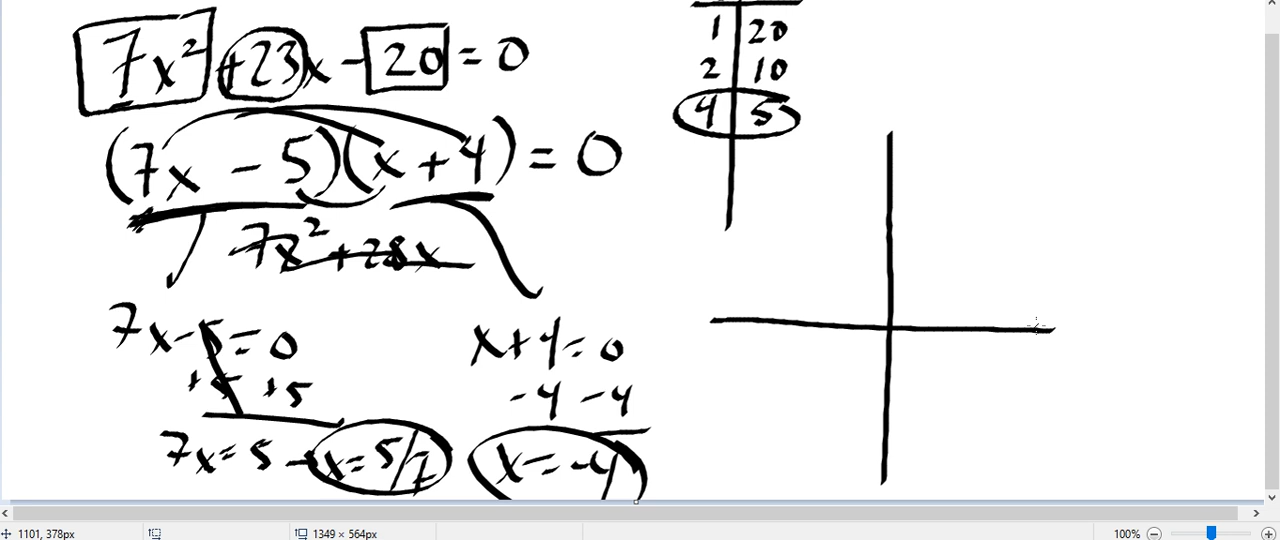 7x² +23x - 20 = 0
(7x - 5)(x + 4) = 0
7x² + 28x
7x - 5 = 0
+5 +5
7x = 5 - x = 5/7
x + 4 = 0
-4 -4
x = -4
1 20
2 10
4 5
1101, 378px
1349 × 564px
100%